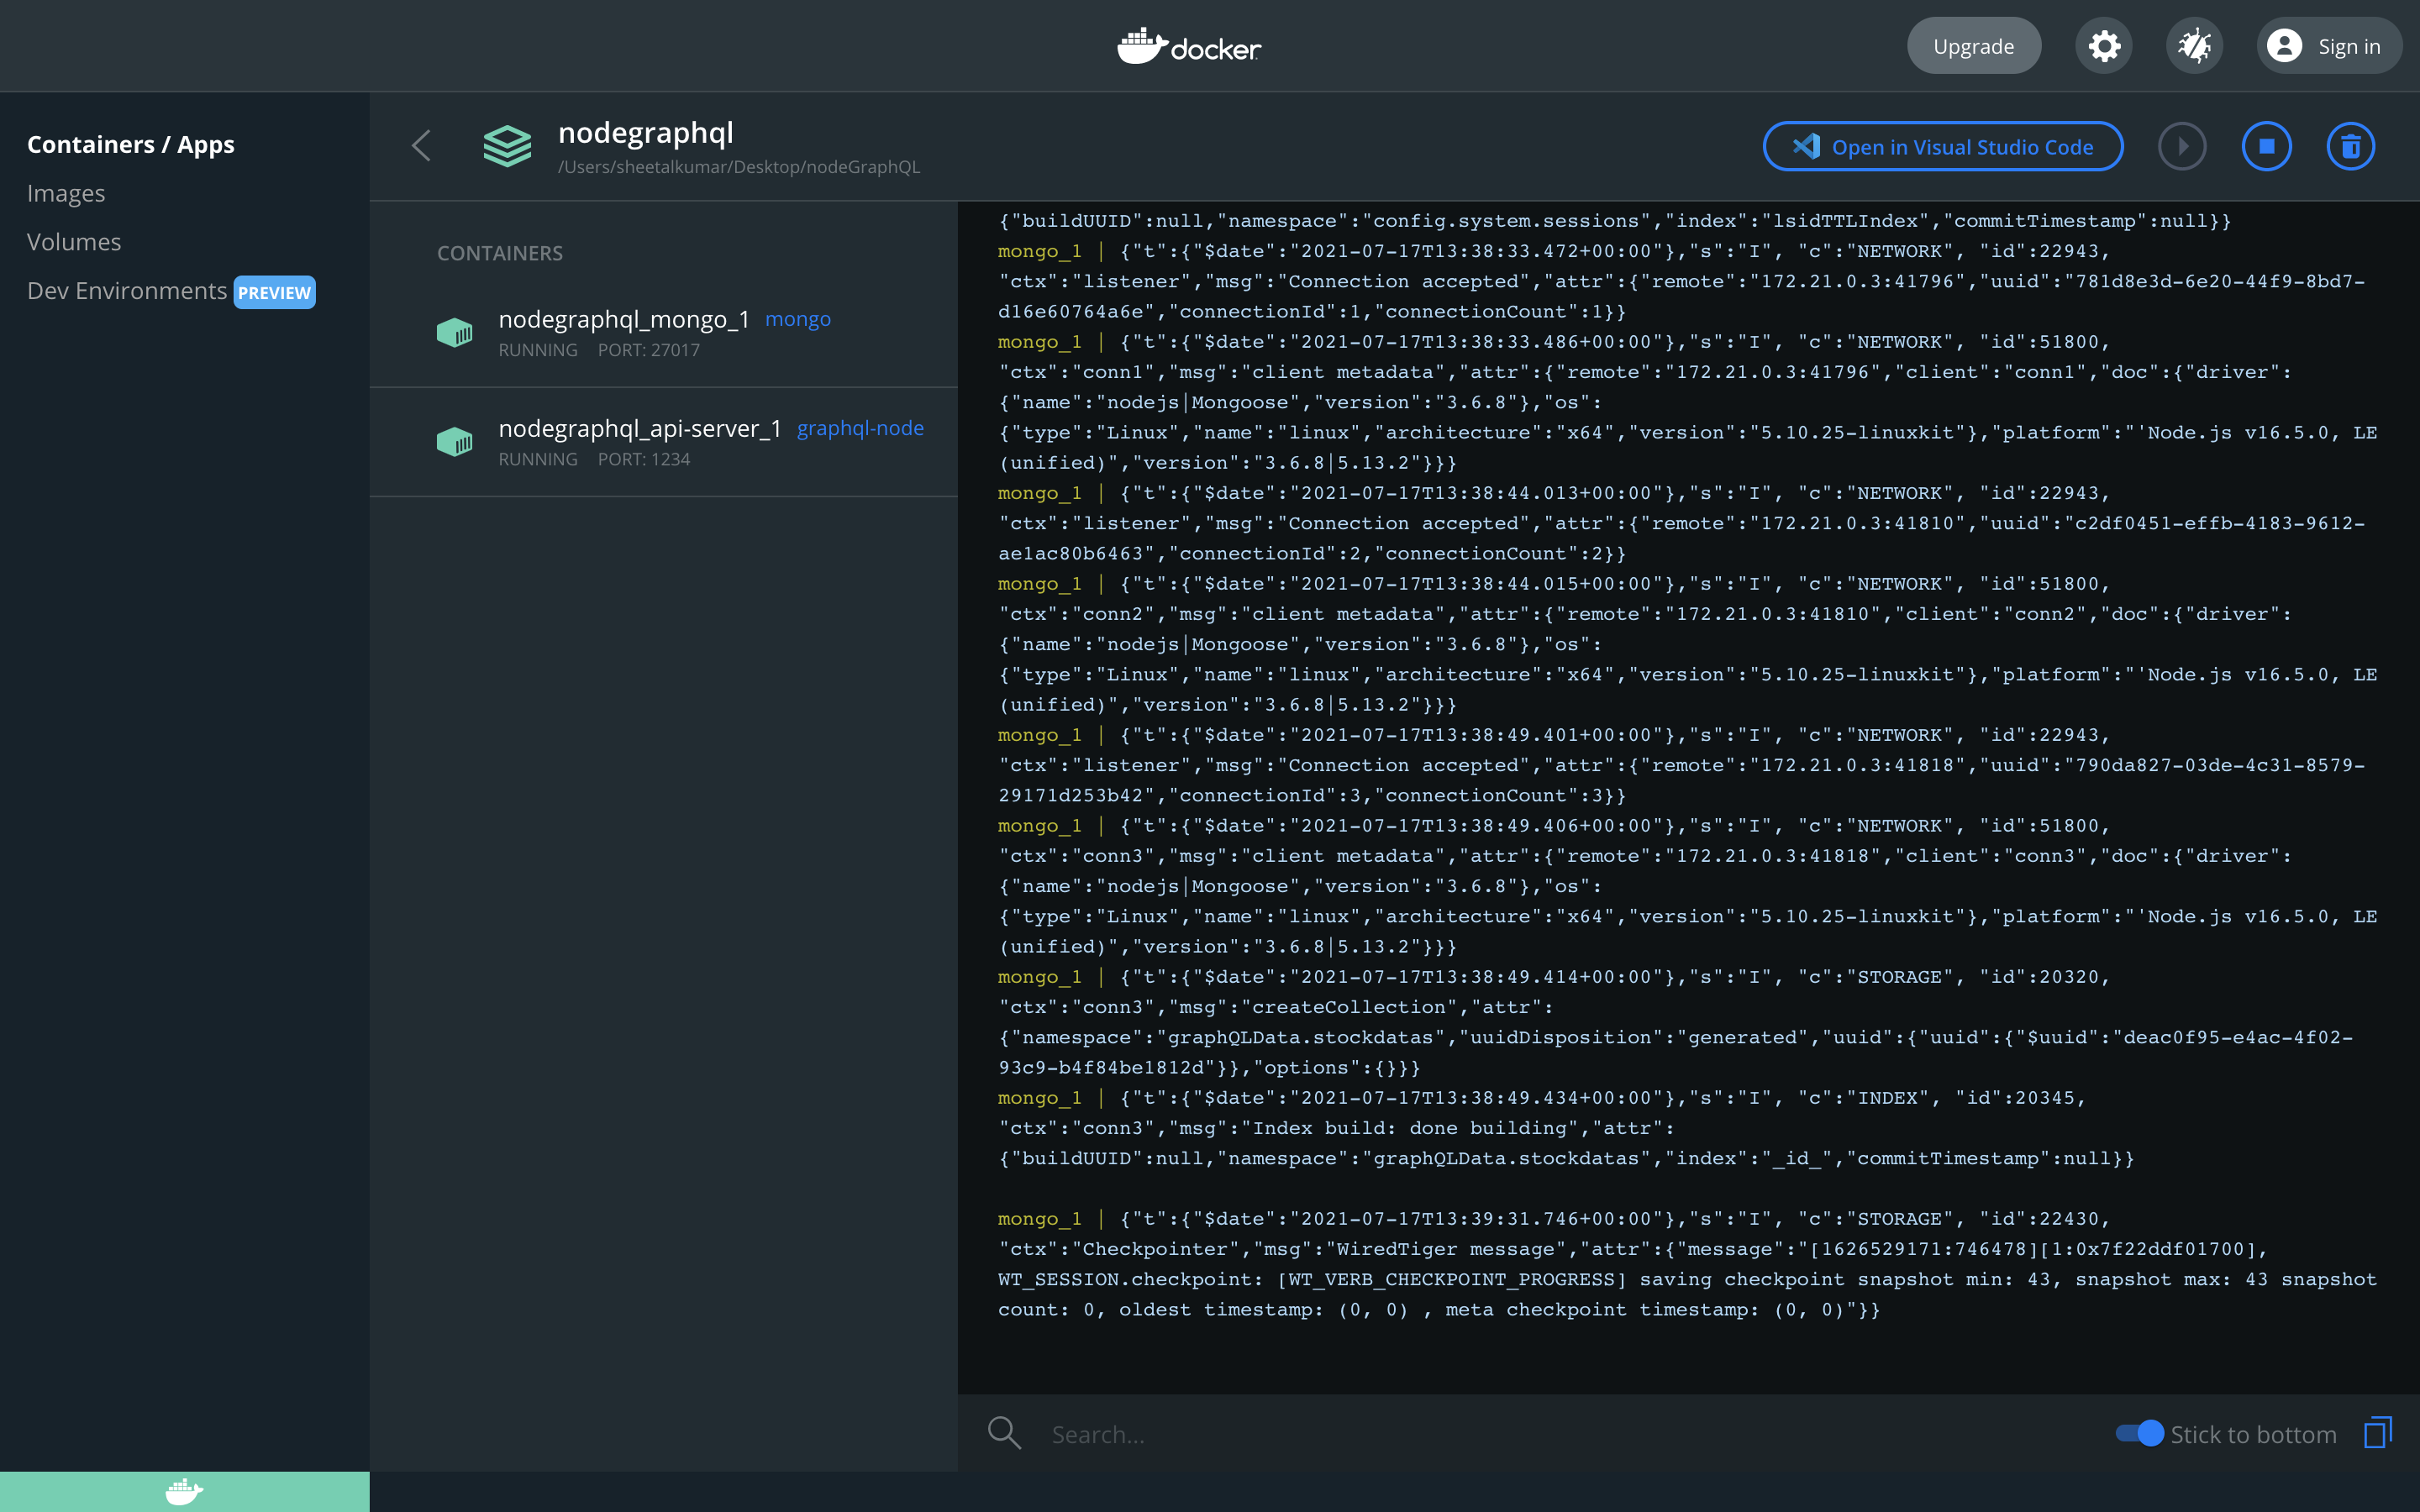 docker
Upgrade
Sign in
Containers / Apps
Images
Volumes
Dev Environments PREVIEW
nodegraphql
/Users/sheetalkumar/Desktop/nodeGraphQL
Open in Visual Studio Code
CONTAINERS
nodegraphql_mongo_1 mongo
RUNNING PORT: 27017
nodegraphql_api-server_1 graphql-node
RUNNING PORT: 1234
{"buildUUID":null,"namespace":"config.system.sessions","index":"lsidTTLIndex","commitTimestamp":null}}
mongo_1 | {"t":{"$date":"2021-07-17T13:38:33.472+00:00"},"s":"I", "c":"NETWORK", "id":22943,
"ctx":"listener","msg":"Connection accepted","attr":{"remote":"172.21.0.3:41796","uuid":"781d8e3d-6e20-44f9-8bd7-
d16e60764a6e","connectionId":1,"connectionCount":1}}
mongo_1 | {"t":{"$date":"2021-07-17T13:38:33.486+00:00"},"s":"I", "c":"NETWORK", "id":51800,
"ctx":"conn1","msg":"client metadata","attr":{"remote":"172.21.0.3:41796","client":"conn1","doc":{"driver":
{"name":"nodejs|Mongoose","version":"3.6.8"},"os":
{"type":"Linux","name":"linux","architecture":"x64","version":"5.10.25-linuxkit"},"platform":"'Node.js v16.5.0, LE
(unified)","version":"3.6.8|5.13.2"}}}
mongo_1 | {"t":{"$date":"2021-07-17T13:38:44.013+00:00"},"s":"I", "c":"NETWORK", "id":22943,
"ctx":"listener","msg":"Connection accepted","attr":{"remote":"172.21.0.3:41810","uuid":"c2df0451-effb-4183-9612-
ae1ac80b6463","connectionId":2,"connectionCount":2}}
mongo_1 | {"t":{"$date":"2021-07-17T13:38:44.015+00:00"},"s":"I", "c":"NETWORK", "id":51800,
"ctx":"conn2","msg":"client metadata","attr":{"remote":"172.21.0.3:41810","client":"conn2","doc":{"driver":
{"name":"nodejs|Mongoose","version":"3.6.8"},"os":
{"type":"Linux","name":"linux","architecture":"x64","version":"5.10.25-linuxkit"},"platform":"'Node.js v16.5.0, LE
(unified)","version":"3.6.8|5.13.2"}}}
mongo_1 | {"t":{"$date":"2021-07-17T13:38:49.401+00:00"},"s":"I", "c":"NETWORK", "id":22943,
"ctx":"listener","msg":"Connection accepted","attr":{"remote":"172.21.0.3:41818","uuid":"790da827-03de-4c31-8579-
29171d253b42","connectionId":3,"connectionCount":3}}
mongo_1 | {"t":{"$date":"2021-07-17T13:38:49.406+00:00"},"s":"I", "c":"NETWORK", "id":51800,
"ctx":"conn3","msg":"client metadata","attr":{"remote":"172.21.0.3:41818","client":"conn3","doc":{"driver":
{"name":"nodejs|Mongoose","version":"3.6.8"},"os":
{"type":"Linux","name":"linux","architecture":"x64","version":"5.10.25-linuxkit"},"platform":"'Node.js v16.5.0, LE
(unified)","version":"3.6.8|5.13.2"}}}
mongo_1 | {"t":{"$date":"2021-07-17T13:38:49.414+00:00"},"s":"I", "c":"STORAGE", "id":20320,
"ctx":"conn3","msg":"createCollection","attr":
{"namespace":"graphQLData.stockdatas","uuidDisposition":"generated","uuid":{"uuid":{"$uuid":"deac0f95-e4ac-4f02-
93c9-b4f84be1812d"}},"options":{}}}
mongo_1 | {"t":{"$date":"2021-07-17T13:38:49.434+00:00"},"s":"I", "c":"INDEX", "id":20345,
"ctx":"conn3","msg":"Index build: done building","attr":
{"buildUUID":null,"namespace":"graphQLData.stockdatas","index":"_id_","commitTimestamp":null}}
mongo_1 | {"t":{"$date":"2021-07-17T13:39:31.746+00:00"},"s":"I", "c":"STORAGE", "id":22430,
"ctx":"Checkpointer","msg":"WiredTiger message","attr":{"message":"[1626529171:746478][1:0x7f22ddf01700],
WT_SESSION.checkpoint: [WT_VERB_CHECKPOINT_PROGRESS] saving checkpoint snapshot min: 43, snapshot max: 43 snapshot
count: 0, oldest timestamp: (0, 0) , meta checkpoint timestamp: (0, 0)"}}
Search...
Stick to bottom